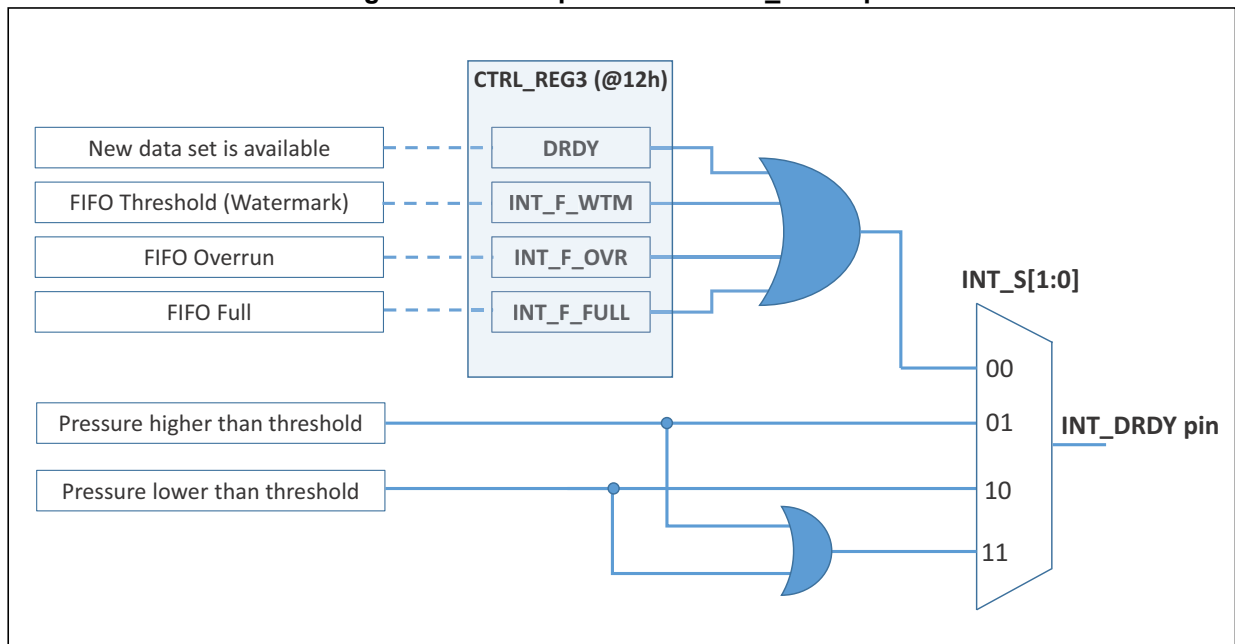 CTRL_REG3 (@12h)
New data set is available
DRDY
FIFO Threshold (Watermark)
INT_F_WTM
FIFO Overrun
INT_F_OVR
FIFO Full
INT_F_FULL
INT_S[1:0]
00
Pressure higher than threshold
01
INT_DRDY pin
Pressure lower than threshold
10
11